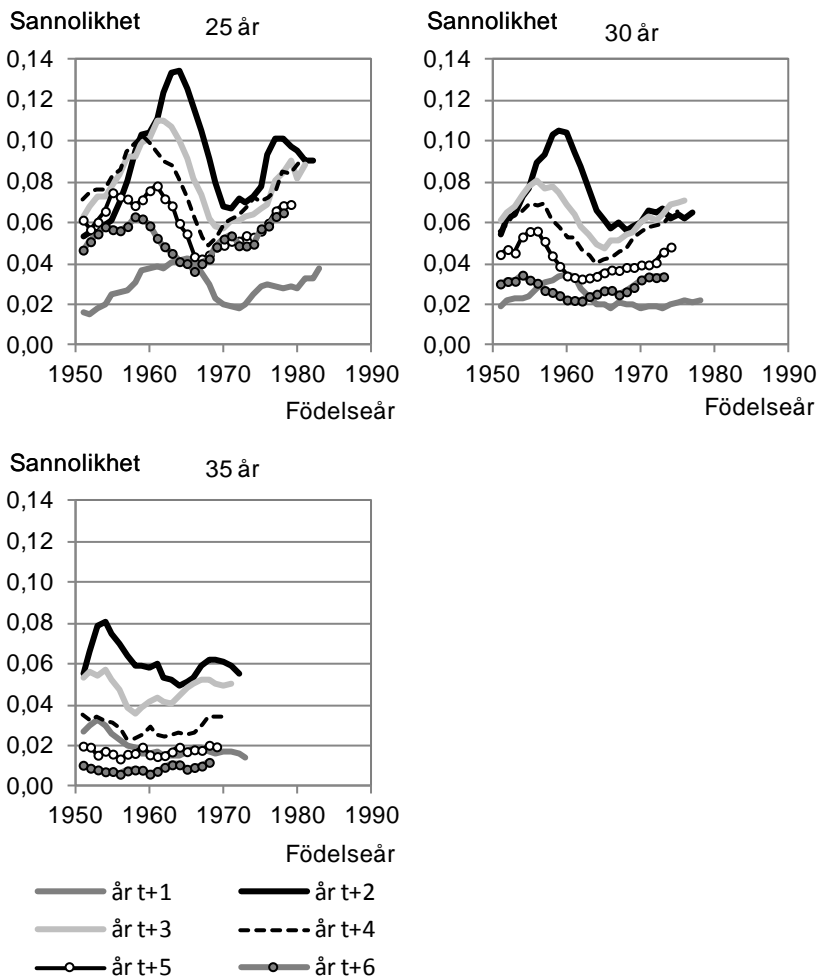 Sannolikhet 25 år
0,14
0,12
0,10
0,08
0,06
0,04
0,02
0,00
1950 1960 1970 1980 1990
Födelseår
Sannolikhet 30 år
0,14
0,12
0,10
0,08
0,06
0,04
0,02
0,00
1950 1960 1970 1980 1990
Födelseår
Sannolikhet 35 år
0,14
0,12
0,10
0,08
0,06
0,04
0,02
0,00
1950 1960 1970 1980 1990
Födelseår
år t+1 år t+2
år t+3 år t+4
år t+5 år t+6